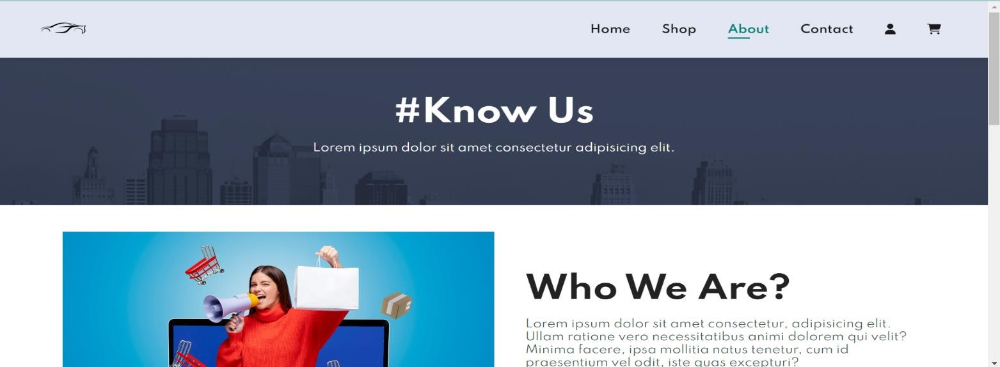 Home Shop About Contact
#Know Us
Lorem ipsum dolor sit amet consectetur adipisicing elit.
Who We Are?
Lorem ipsum dolor sit amet consectetur, adipisicing elit.
Ullam ratione vero necessitatibus animi dolorem qui velit?
Minima facere, ipsa mollitia natus tenetur, cum id
praesentium vel odit, iste quas excepturi?